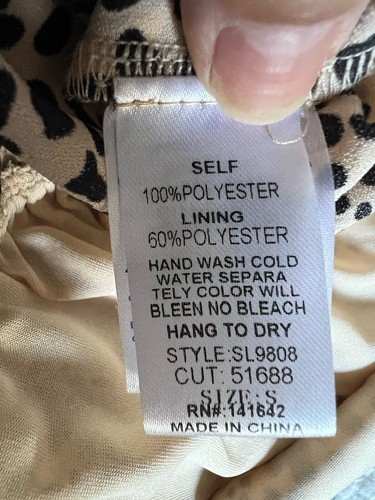 SELF
100%POLYESTER
LINING
60%POLYESTER
HAND WASH COLD
WATER SEPARA
TELY COLOR WILL
BLEEN NO BLEACH
HANG TO DRY
STYLE:SL9808
CUT: 51688
SIZE: S
RN#:141642
MADE IN CHINA